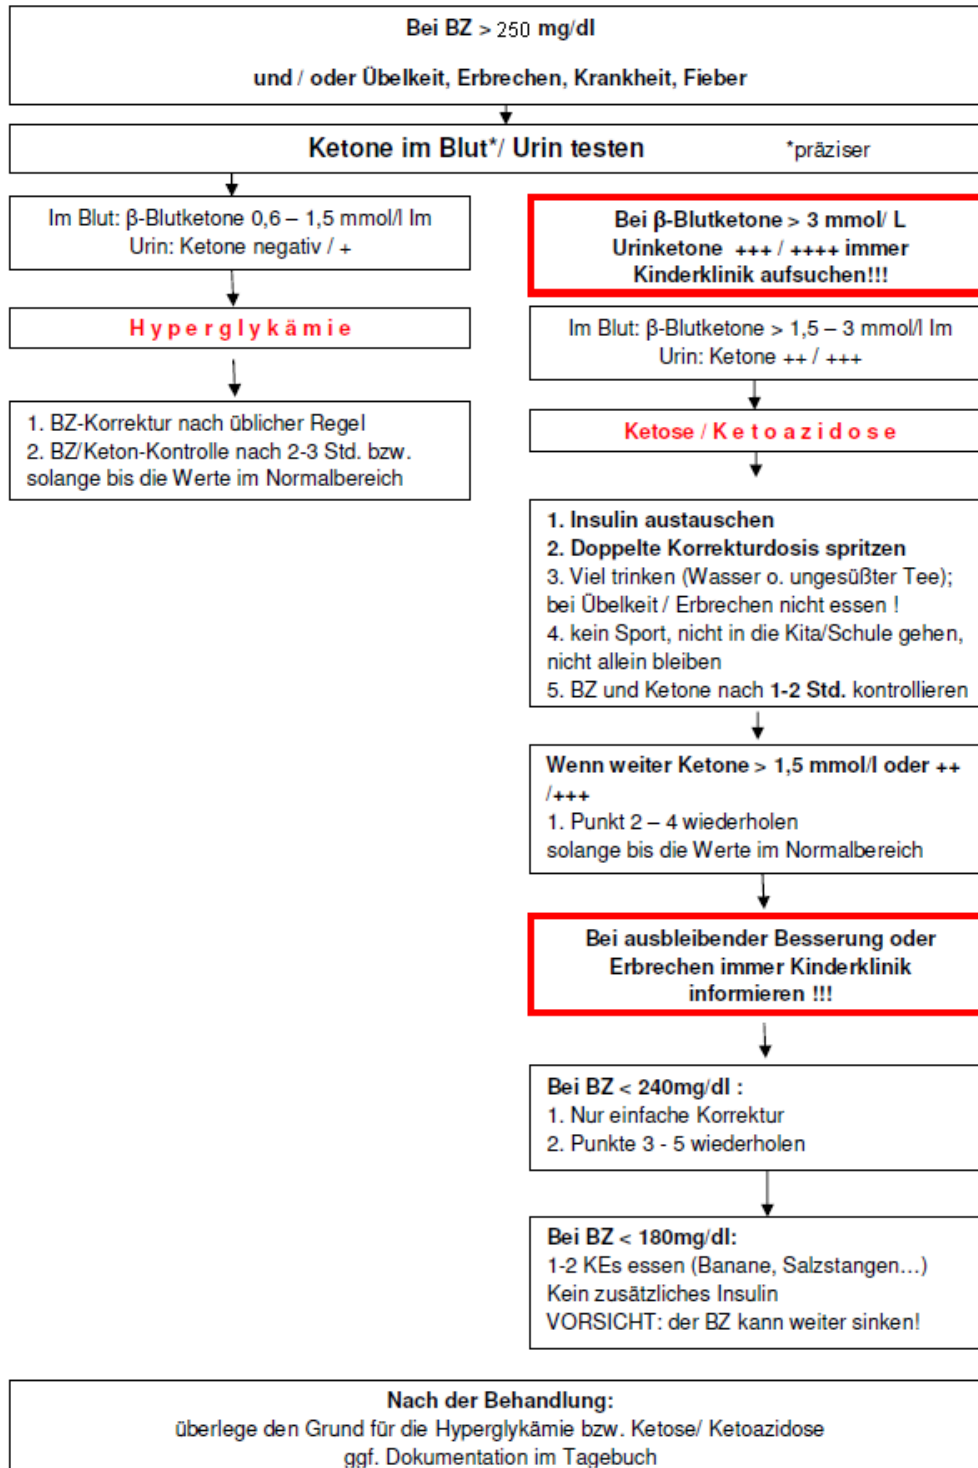 Bei BZ > 250 mg/dl
und / oder Übelkeit, Erbrechen, Krankheit, Fieber
Ketone im Blut*/ Urin testen *präziser
Im Blut: β-Blutketone 0,6 – 1,5 mmol/l Im
Urin: Ketone negativ / +
Hyperglykämie
1. BZ-Korrektur nach üblicher Regel
2. BZ/Keton-Kontrolle nach 2-3 Std. bzw.
solange bis die Werte im Normalbereich
Bei β-Blutketone > 3 mmol/ L
Urinketone +++ / ++++ immer
Kinderklinik aufsuchen!!!
Im Blut: β-Blutketone > 1,5 – 3 mmol/l Im
Urin: Ketone ++ / +++
Ketose / Ketoazidose
1. Insulin austauschen
2. Doppelte Korrekturdosis spritzen
3. Viel trinken (Wasser o. ungesüßter Tee);
bei Übelkeit / Erbrechen nicht essen !
4. kein Sport, nicht in die Kita/Schule gehen,
nicht allein bleiben
5. BZ und Ketone nach 1-2 Std. kontrollieren
Wenn weiter Ketone > 1,5 mmol/l oder ++
/+++
1. Punkt 2 – 4 wiederholen
solange bis die Werte im Normalbereich
Bei ausbleibender Besserung oder
Erbrechen immer Kinderklinik
informieren !!!
Bei BZ < 240mg/dl :
1. Nur einfache Korrektur
2. Punkte 3 - 5 wiederholen
Bei BZ < 180mg/dl:
1-2 KEs essen (Banane, Salzstangen…)
Kein zusätzliches Insulin
VORSICHT: der BZ kann weiter sinken!
Nach der Behandlung:
überlege den Grund für die Hyperglykämie bzw. Ketose/ Ketoazidose
ggf. Dokumentation im Tagebuch